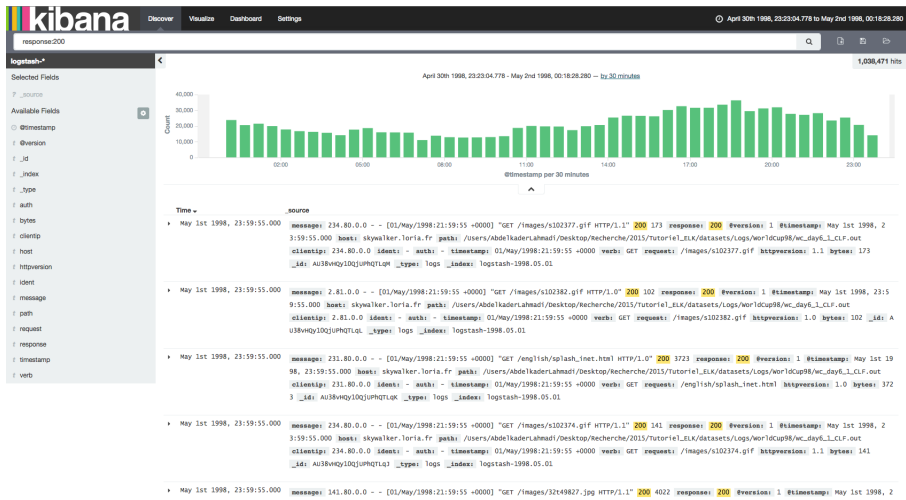 kibana
Discover Visualize Dashboard Settings
April 30th 1998, 23:23:04.778 to May 2nd 1998, 00:18:28.280
response:200
logstash-*
1,038,471 hits
Selected Fields
? _source
Available Fields
@timestamp
t @version
t _id
t _index
t _type
t auth
t bytes
t clientip
t host
t httpversion
t ident
t message
t path
t request
t response
t timestamp
t verb
April 30th 1998, 23:23:04.778 - May 2nd 1998, 00:18:28.280 — by 30 minutes
Count
40,000
30,000
20,000
10,000
0
02:00 05:00 08:00 11:00 14:00 17:00 20:00 23:00
@timestamp per 30 minutes
Time _source
May 1st 1998, 23:59:55.000 message: 234.80.0.0 - - [01/May/1998:21:59:55 +0000] "GET /images/s102377.gif HTTP/1.1" 200 173 response: 200 @version: 1 @timestamp: May 1st 1998, 2
3:59:55.000 host: skywalker.loria.fr path: /Users/AbdelkaderLahmadi/Desktop/Recherche/2015/Tutoriel_ELK/datasets/Logs/WorldCup98/wc_day6_1_CLF.out
clientip: 234.80.0.0 ident: - auth: - timestamp: 01/May/1998:21:59:55 +0000 verb: GET request: /images/s102377.gif httpversion: 1.1 bytes: 173
_id: AU38vHQylOQjUPhQTLqM _type: logs _index: logstash-1998.05.01
May 1st 1998, 23:59:55.000 message: 2.81.0.0 - - [01/May/1998:21:59:55 +0000] "GET /images/s102382.gif HTTP/1.0" 200 102 response: 200 @version: 1 @timestamp: May 1st 1998, 23:5
9:55.000 host: skywalker.loria.fr path: /Users/AbdelkaderLahmadi/Desktop/Recherche/2015/Tutoriel_ELK/datasets/Logs/WorldCup98/wc_day6_1_CLF.out
clientip: 2.81.0.0 ident: - auth: - timestamp: 01/May/1998:21:59:55 +0000 verb: GET request: /images/s102382.gif httpversion: 1.0 bytes: 102 _id: A
U38vHQylOQjUPhQTLqL _type: logs _index: logstash-1998.05.01
May 1st 1998, 23:59:55.000 message: 231.80.0.0 - - [01/May/1998:21:59:55 +0000] "GET /english/splash_inet.html HTTP/1.0" 200 3723 response: 200 @version: 1 @timestamp: May 1st 19
98, 23:59:55.000 host: skywalker.loria.fr path: /Users/AbdelkaderLahmadi/Desktop/Recherche/2015/Tutoriel_ELK/datasets/Logs/WorldCup98/wc_day6_1_CLF.out
clientip: 231.80.0.0 ident: - auth: - timestamp: 01/May/1998:21:59:55 +0000 verb: GET request: /english/splash_inet.html httpversion: 1.0 bytes: 372
3 _id: AU38vHQylOQjUPhQTLqK _type: logs _index: logstash-1998.05.01
May 1st 1998, 23:59:55.000 message: 234.80.0.0 - - [01/May/1998:21:59:55 +0000] "GET /images/s102374.gif HTTP/1.1" 200 141 response: 200 @version: 1 @timestamp: May 1st 1998, 2
3:59:55.000 host: skywalker.loria.fr path: /Users/AbdelkaderLahmadi/Desktop/Recherche/2015/Tutoriel_ELK/datasets/Logs/WorldCup98/wc_day6_1_CLF.out
clientip: 234.80.0.0 ident: - auth: - timestamp: 01/May/1998:21:59:55 +0000 verb: GET request: /images/s102374.gif httpversion: 1.1 bytes: 141
_id: AU38vHQylOQjUPhQTLqJ _type: logs _index: logstash-1998.05.01
May 1st 1998, 23:59:55.000 message: 141.80.0.0 - - [01/May/1998:21:59:55 +0000] "GET /images/32t49827.jpg HTTP/1.1" 200 4022 response: 200 @version: 1 @timestamp: May 1st 1998, 2